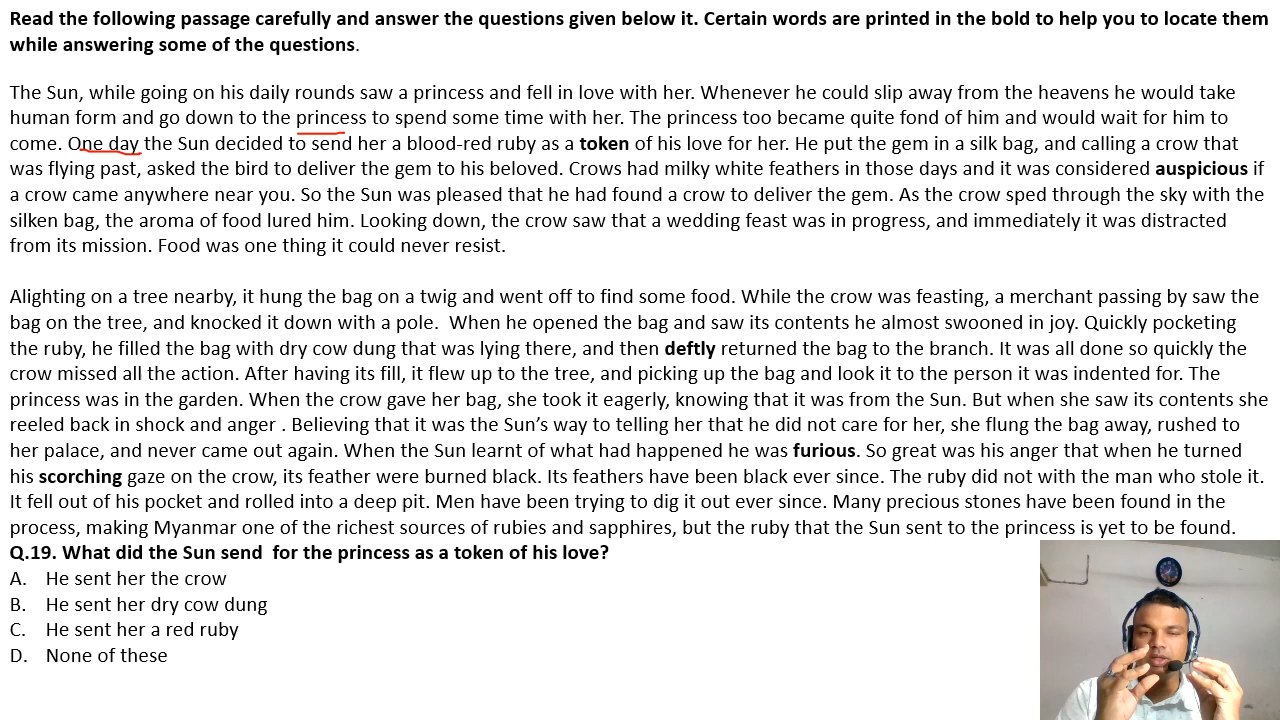 Read the following passage carefully and answer the questions given below it. Certain words are printed in the bold to help you to locate them
while answering some of the questions.
The Sun, while going on his daily rounds saw a princess and fell in love with her. Whenever he could slip away from the heavens he would take
human form and go down to the princess to spend some time with her. The princess too became quite fond of him and would wait for him to
come. One day the Sun decided to send her a blood-red ruby as a token of his love for her. He put the gem in a silk bag, and calling a crow that
was flying past, asked the bird to deliver the gem to his beloved. Crows had milky white feathers in those days and it was considered auspicious if
a crow came anywhere near you. So the Sun was pleased that he had found a crow to deliver the gem. As the crow sped through the sky with the
silken bag, the aroma of food lured him. Looking down, the crow saw that a wedding feast was in progress, and immediately it was distracted
from its mission. Food was one thing it could never resist.
Alighting on a tree nearby, it hung the bag on a twig and went off to find some food. While the crow was feasting, a merchant passing by saw the
bag on the tree, and knocked it down with a pole.  When he opened the bag and saw its contents he almost swooned in joy. Quickly pocketing
the ruby, he filled the bag with dry cow dung that was lying there, and then deftly returned the bag to the branch. It was all done so quickly the
crow missed all the action. After having its fill, it flew up to the tree, and picking up the bag and look it to the person it was indented for. The
princess was in the garden. When the crow gave her bag, she took it eagerly, knowing that it was from the Sun. But when she saw its contents she
reeled back in shock and anger . Believing that it was the Sun’s way to telling her that he did not care for her, she flung the bag away, rushed to
her palace, and never came out again. When the Sun learnt of what had happened he was furious. So great was his anger that when he turned
his scorching gaze on the crow, its feather were burned black. Its feathers have been black ever since. The ruby did not with the man who stole it.
It fell out of his pocket and rolled into a deep pit. Men have been trying to dig it out ever since. Many precious stones have been found in the
process, making Myanmar one of the richest sources of rubies and sapphires, but the ruby that the Sun sent to the princess is yet to be found.
Q.19. What did the Sun send  for the princess as a token of his love?
A. He sent her the crow
B. He sent her dry cow dung
C. He sent her a red ruby
D. None of these